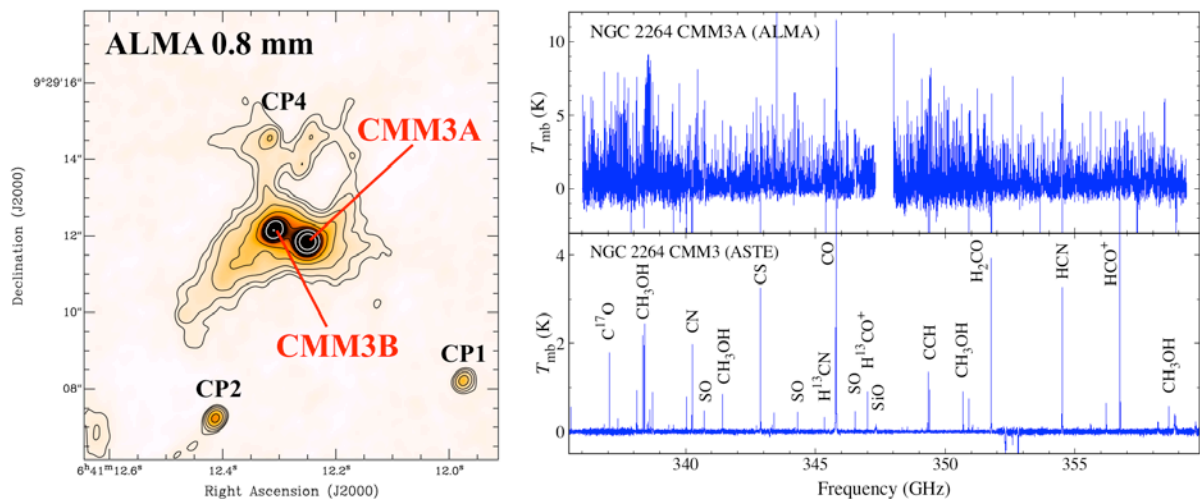 ALMA 0.8 mm
9°29'16"
14"
12"
10"
08"
Declination (J2000)
CP4
CMM3A
CMM3B
CP1
CP2
6ʰ41ᵐ12.6ˢ
12.4ˢ
12.2ˢ
12.0ˢ
Right Ascension (J2000)
NGC 2264 CMM3A (ALMA)
10
5
0
Tmb (K)
NGC 2264 CMM3 (ASTE)
4
2
0
Tmb (K)
C¹⁷O
CH₃OH
CN
SO
CH₃OH
CS
SO
H¹³CN
CO
SO
H¹³CO⁺
SiO
CCH
CH₃OH
H₂CO
HCN
HCO⁺
CH₃OH
340
345
350
355
Frequency (GHz)